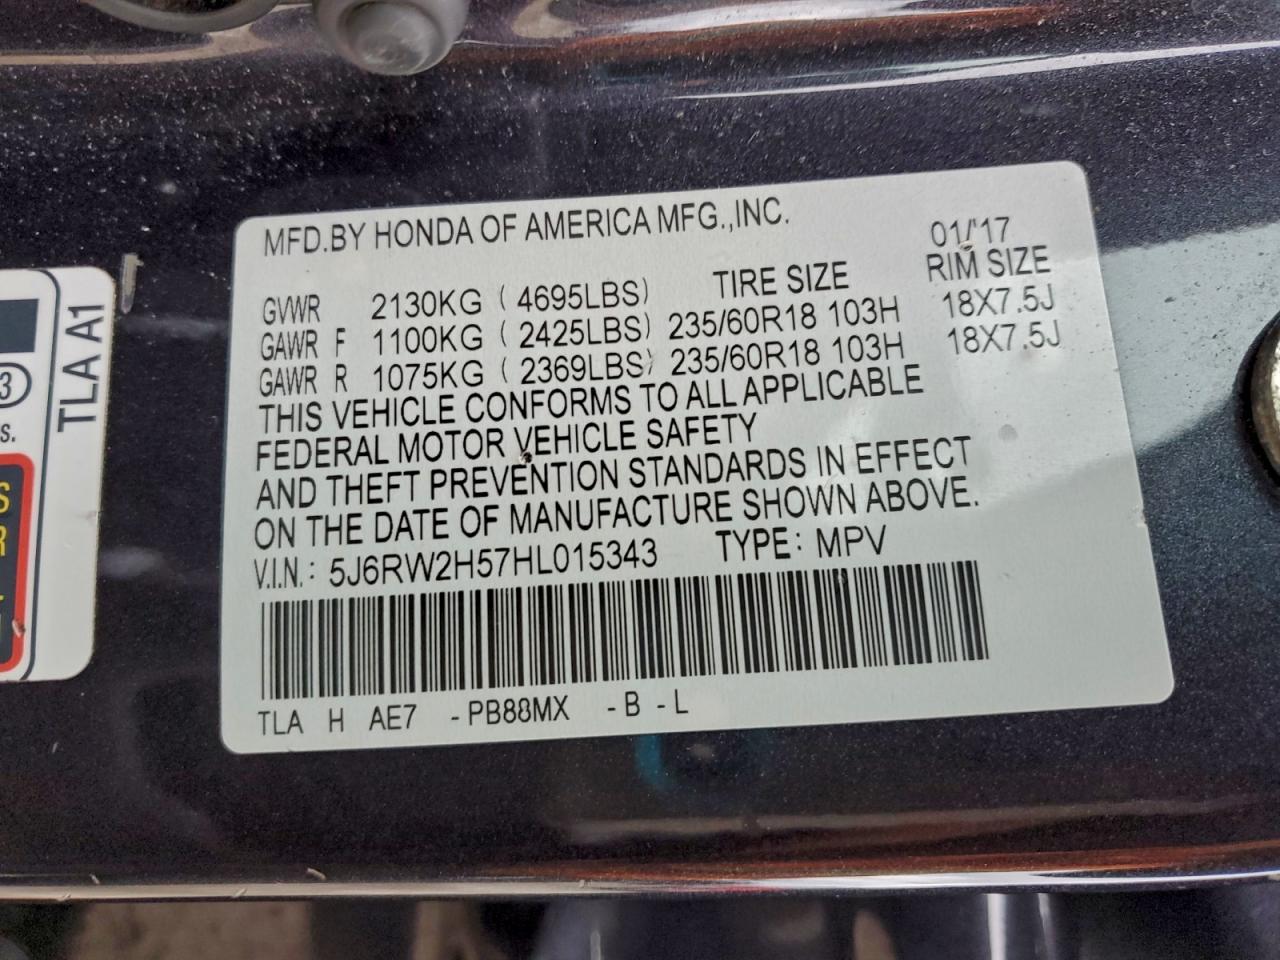 MFD.BY HONDA OF AMERICA MFG.,INC.
01/'17
TIRE SIZE RIM SIZE
GVWR 2130KG ( 4695LBS)
GAWR F 1100KG ( 2425LBS) 235/60R18 103H 18X7.5J
GAWR R 1075KG ( 2369LBS) 235/60R18 103H 18X7.5J
THIS VEHICLE CONFORMS TO ALL APPLICABLE
FEDERAL MOTOR VEHICLE SAFETY
AND THEFT PREVENTION STANDARDS IN EFFECT
ON THE DATE OF MANUFACTURE SHOWN ABOVE.
V.I.N.: 5J6RW2H57HL015343 TYPE: MPV
TLA H AE7 -PB88MX -B -L
TLA A1
3
S.
S
R